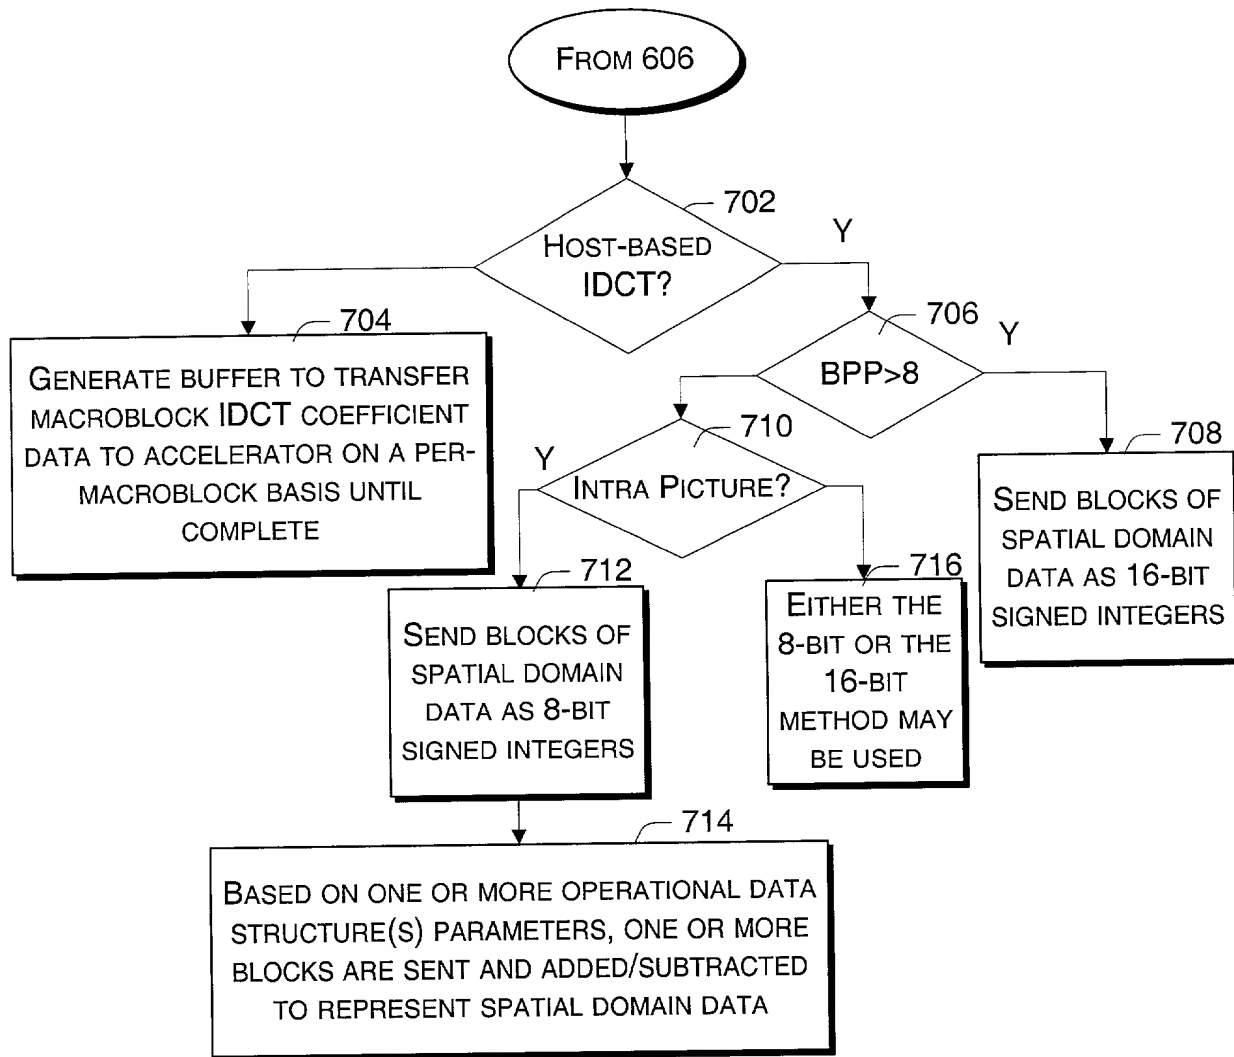 FROM 606
702
Y
HOST-BASED
IDCT?
704
706
Y
GENERATE BUFFER TO TRANSFER
MACROBLOCK IDCT COEFFICIENT
DATA TO ACCELERATOR ON A PER-
MACROBLOCK BASIS UNTIL
COMPLETE
BPP>8
710
Y
INTRA PICTURE?
708
SEND BLOCKS OF
SPATIAL DOMAIN
DATA AS 16-BIT
SIGNED INTEGERS
712
SEND BLOCKS OF
SPATIAL DOMAIN
DATA AS 8-BIT
SIGNED INTEGERS
716
EITHER THE
8-BIT OR THE
16-BIT
METHOD MAY
BE USED
714
BASED ON ONE OR MORE OPERATIONAL DATA
STRUCTURE(S) PARAMETERS, ONE OR MORE
BLOCKS ARE SENT AND ADDED/SUBTRACTED
TO REPRESENT SPATIAL DOMAIN DATA